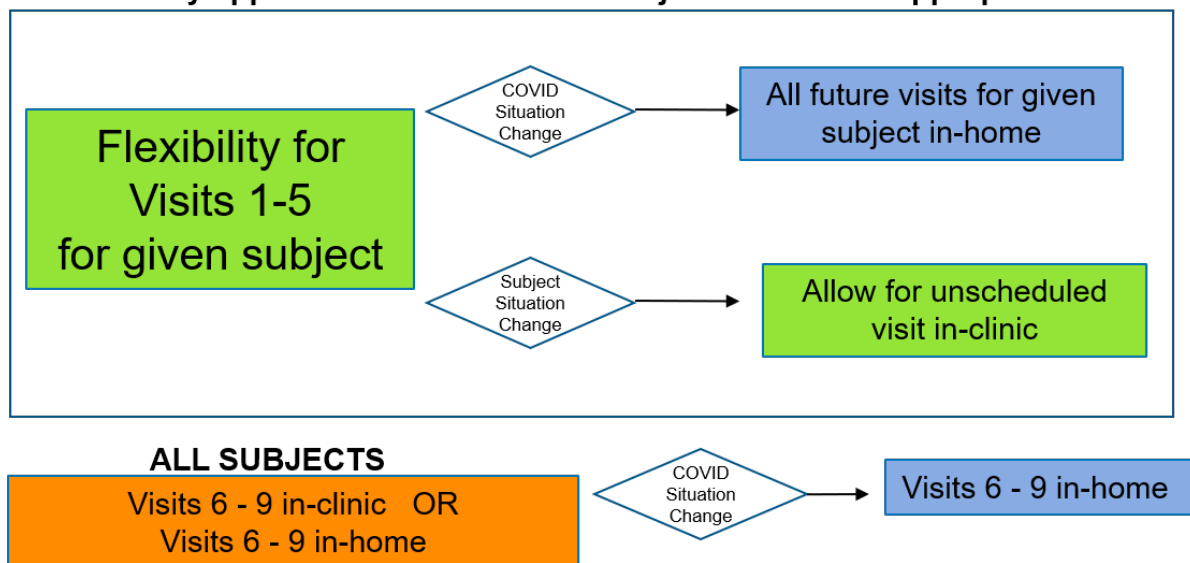 COVID
Situation
Change
All future visits for given
subject in-home
Flexibility for
Visits 1-5
for given subject
Subject
Situation
Change
Allow for unscheduled
visit in-clinic
ALL SUBJECTS
Visits 6 - 9 in-clinic OR
Visits 6 - 9 in-home
COVID
Situation
Change
Visits 6 - 9 in-home